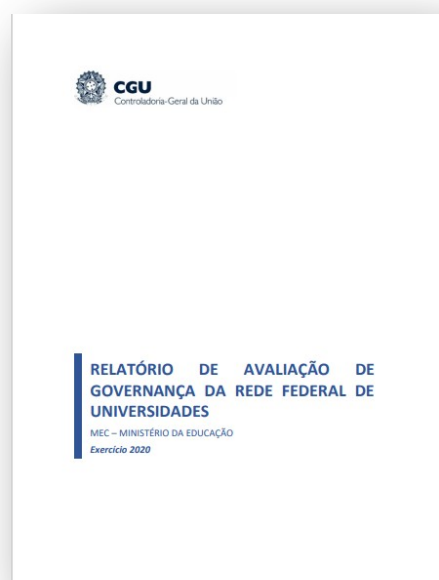 CGU
Controladoria-Geral da União
RELATÓRIO DE AVALIAÇÃO DE
GOVERNANÇA DA REDE FEDERAL DE
UNIVERSIDADES
MEC – MINISTÉRIO DA EDUCAÇÃO
Exercício 2020